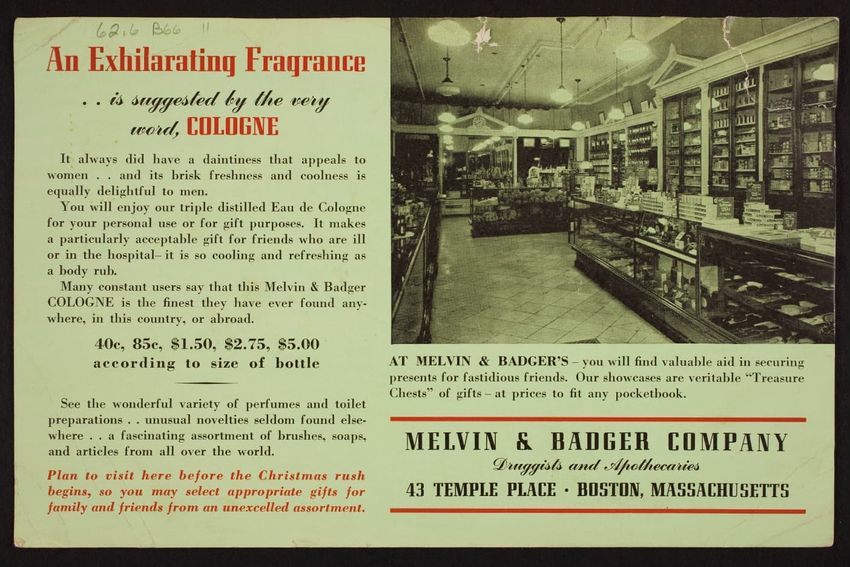 62.6 B66 11
An Exhilarating Fragrance
. . is suggested by the very
word, COLOGNE
It always did have a daintiness that appeals to
women . . and its brisk freshness and coolness is
equally delightful to men.
You will enjoy our triple distilled Eau de Cologne
for your personal use or for gift purposes. It makes
a particularly acceptable gift for friends who are ill
or in the hospital–it is so cooling and refreshing as
a body rub.
Many constant users say that this Melvin & Badger
COLOGNE is the finest they have ever found any-
where, in this country, or abroad.
40c, 85c, $1.50, $2.75, $5.00
according to size of bottle
See the wonderful variety of perfumes and toilet
preparations . . unusual novelties seldom found else-
where . . a fascinating assortment of brushes, soaps,
and articles from all over the world.
Plan to visit here before the Christmas rush
begins, so you may select appropriate gifts for
family and friends from an unexcelled assortment.
AT MELVIN & BADGER'S – you will find valuable aid in securing
presents for fastidious friends. Our showcases are veritable "Treasure
Chests" of gifts – at prices to fit any pocketbook.
MELVIN & BADGER COMPANY
Druggists and Apothecaries
43 TEMPLE PLACE · BOSTON, MASSACHUSETTS